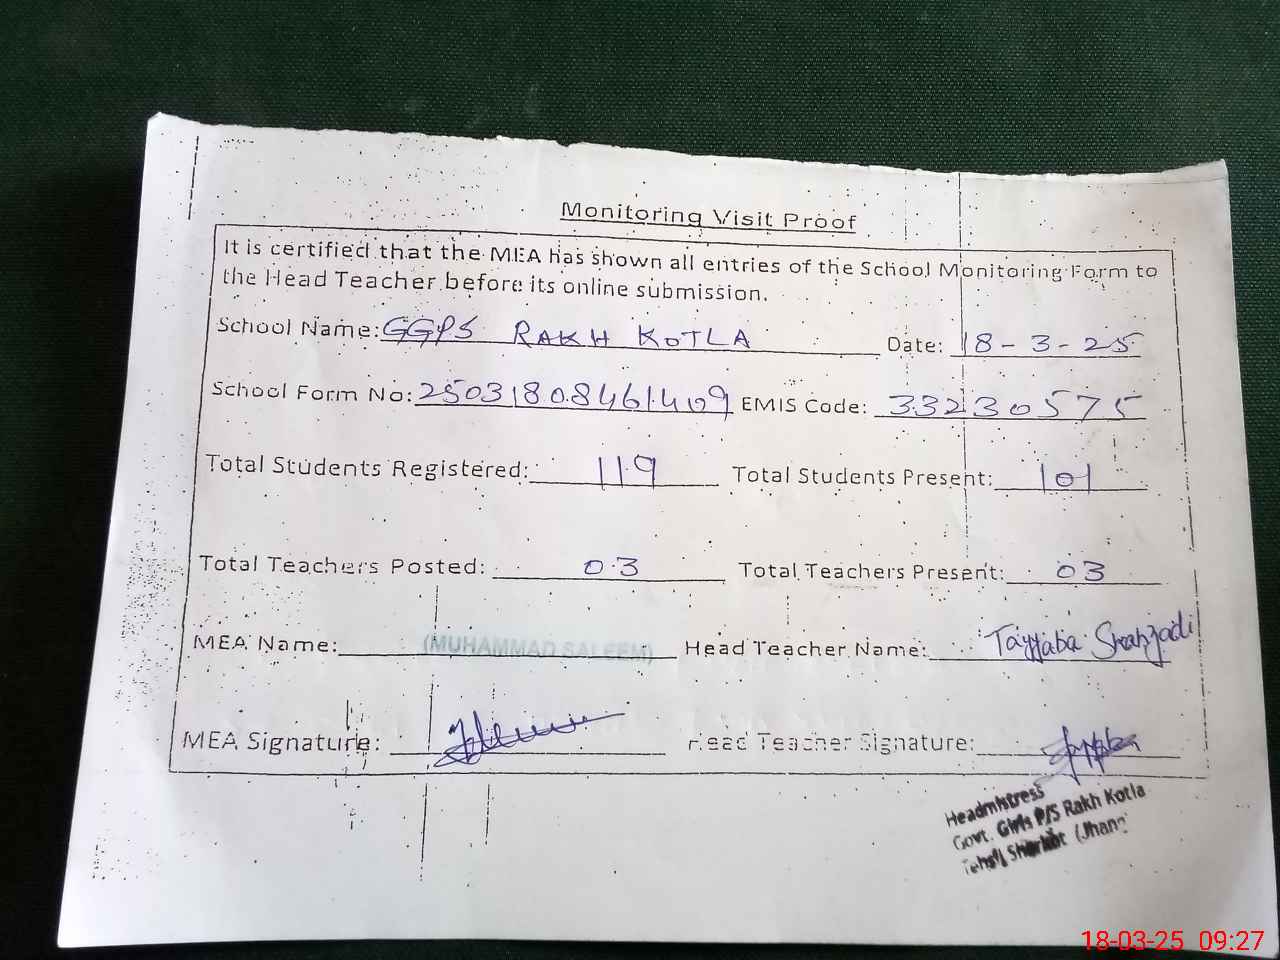 Monitoring Visit Proof
It is certified that the MEA has shown all entries of the School Monitoring Form to
the Head Teacher before its online submission.
School Name: GGPS RAKH KOTLA Date: 18-3-25
School Form No: 25031808461409 EMIS Code: 33230575
Total Students Registered: 119 Total Students Present: 101
Total Teachers Posted: 03 Total Teachers Present: 03
MEA Name: (MUHAMMAD SALEEM) Head Teacher Name: Tayyaba Shahzadi
MEA Signature: Head Teacher Signature:
Headmistress
Govt. Girls P/S Rakh Kotla
Tehsil Shorkot (Jhang
18-03-25 09:27